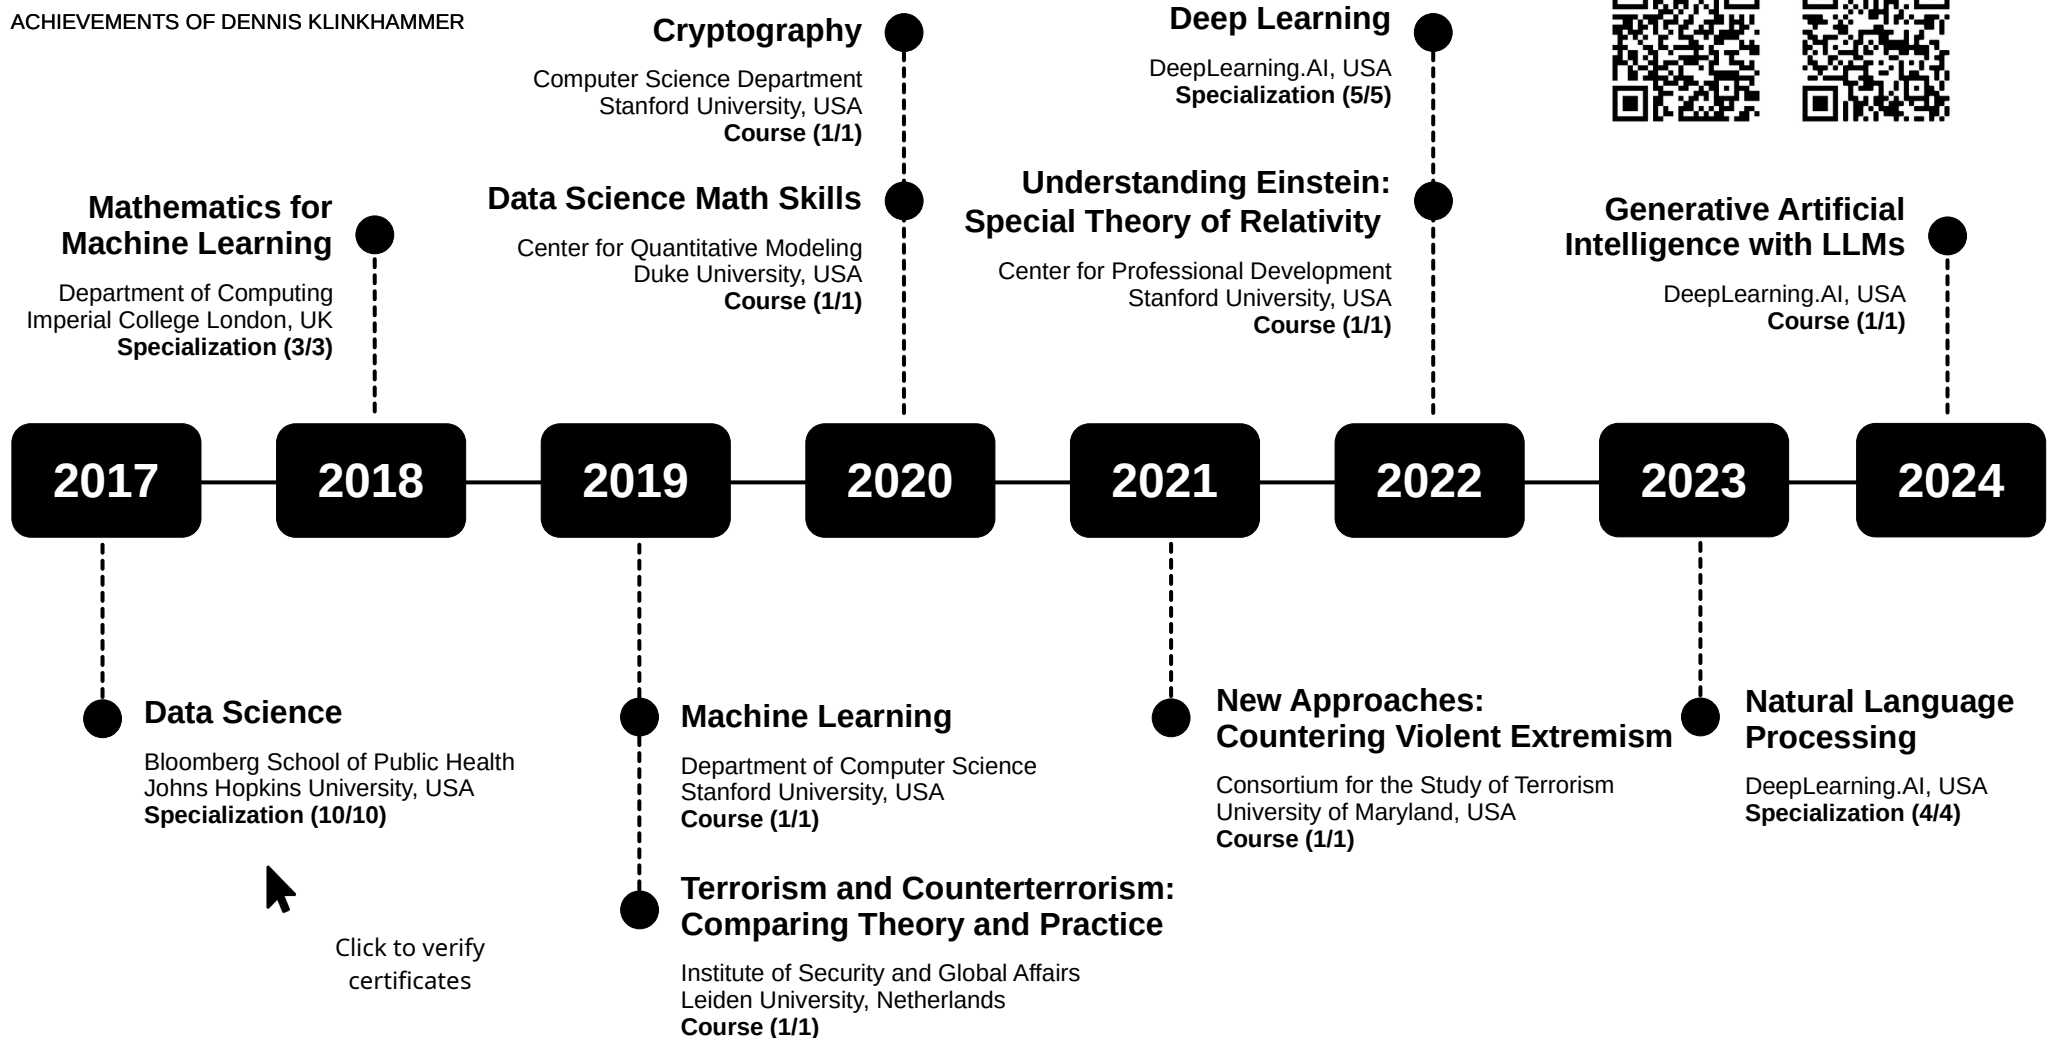 ACHIEVEMENTS OF DENNIS KLINKHAMMER
Cryptography
Computer Science Department
Stanford University, USA
Course (1/1)
Deep Learning
DeepLearning.AI, USA
Specialization (5/5)
Mathematics for
Machine Learning
Department of Computing
Imperial College London, UK
Specialization (3/3)
Data Science Math Skills
Center for Quantitative Modeling
Duke University, USA
Course (1/1)
Understanding Einstein:
Special Theory of Relativity
Center for Professional Development
Stanford University, USA
Course (1/1)
Generative Artificial
Intelligence with LLMs
DeepLearning.AI, USA
Course (1/1)
2017
2018
2019
2020
2021
2022
2023
2024
Data Science
Bloomberg School of Public Health
Johns Hopkins University, USA
Specialization (10/10)
Click to verify
certificates
Machine Learning
Department of Computer Science
Stanford University, USA
Course (1/1)
Terrorism and Counterterrorism:
Comparing Theory and Practice
Institute of Security and Global Affairs
Leiden University, Netherlands
Course (1/1)
New Approaches:
Countering Violent Extremism
Consortium for the Study of Terrorism
University of Maryland, USA
Course (1/1)
Natural Language
Processing
DeepLearning.AI, USA
Specialization (4/4)